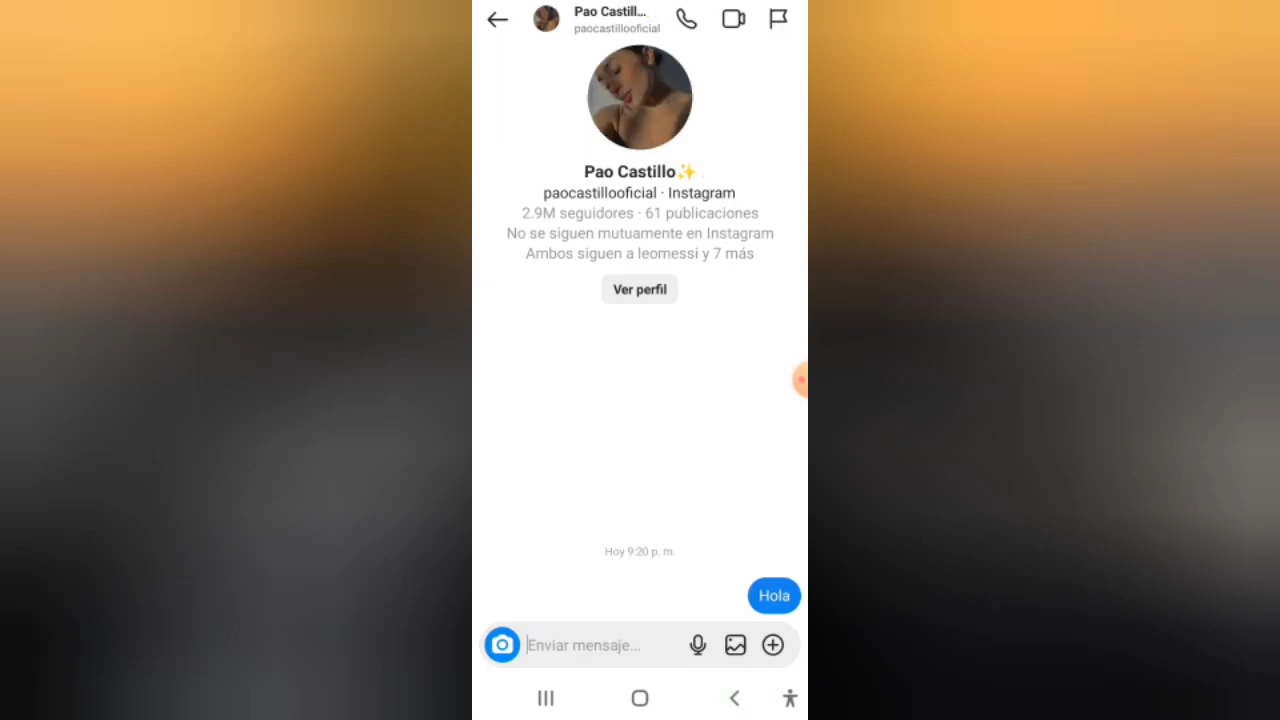 Pao Castill...
paocastillooficial
Pao Castillo✨
paocastillooficial · Instagram
2.9M seguidores · 61 publicaciones
No se siguen mutuamente en Instagram
Ambos siguen a leomessi y 7 más
Ver perfil
Hoy 9:20 p. m.
Hola
Enviar mensaje...